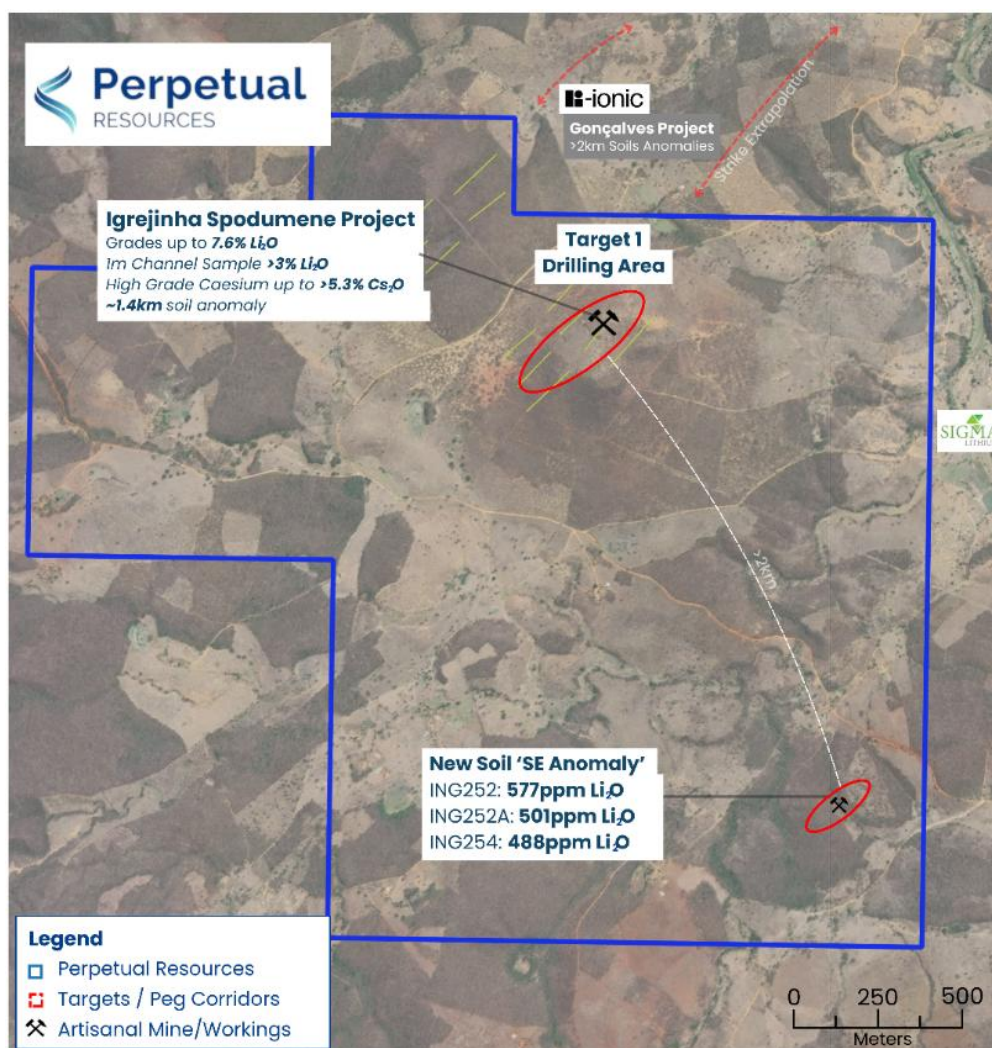 Perpetual
RESOURCES
ionic
Gonçalves Project
>2km Soils Anomalies
Strike Extrapolation
Igrejinha Spodumene Project
Grades up to 7.6% Li₂O
1m Channel Sample >3% Li₂O
High Grade Caesium up to >5.3% Cs₂O
~1.4km soil anomaly
Target 1
Drilling Area
SIGMA
LITHIUM
>2km
New Soil ‘SE Anomaly’
ING252: 577ppm Li₂O
ING252A: 501ppm Li₂O
ING254: 488ppm Li₂O
Legend
Perpetual Resources
Targets / Peg Corridors
Artisanal Mine/Workings
0 250 500
Meters